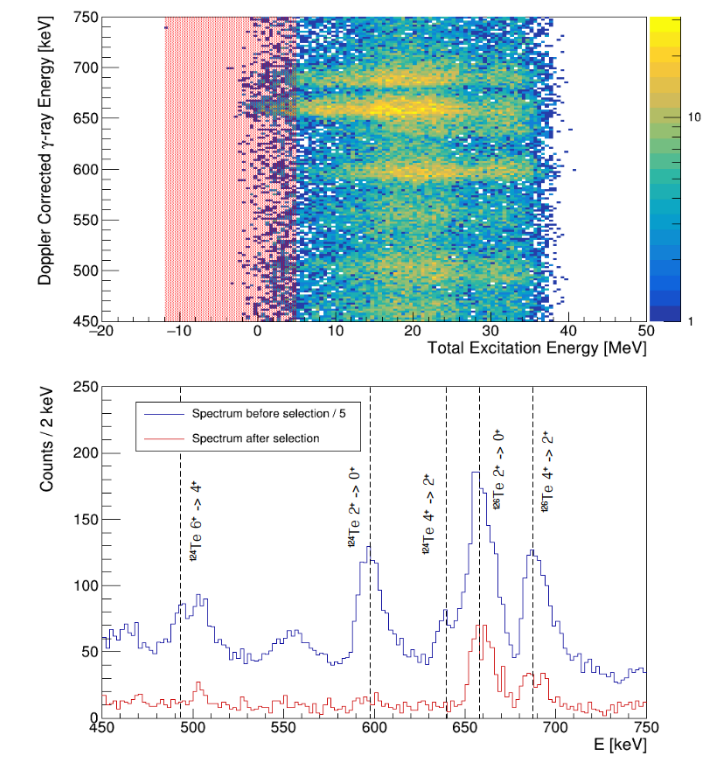 Doppler Corrected γ-ray Energy [keV]
750
700
650
600
550
500
450
−20
−10
0
10
20
30
40
50
Total Excitation Energy [MeV]
10
1
Counts / 2 keV
250
200
150
100
50
0
Spectrum before selection / 5
Spectrum after selection
¹²⁴Te 6⁺ -> 4⁺
¹²⁴Te 2⁺ -> 0⁺
¹²⁴Te 4⁺ -> 2⁺
¹²⁶Te 2⁺ -> 0⁺
¹²⁶Te 4⁺ -> 2⁺
450
500
550
600
650
700
750
E [keV]